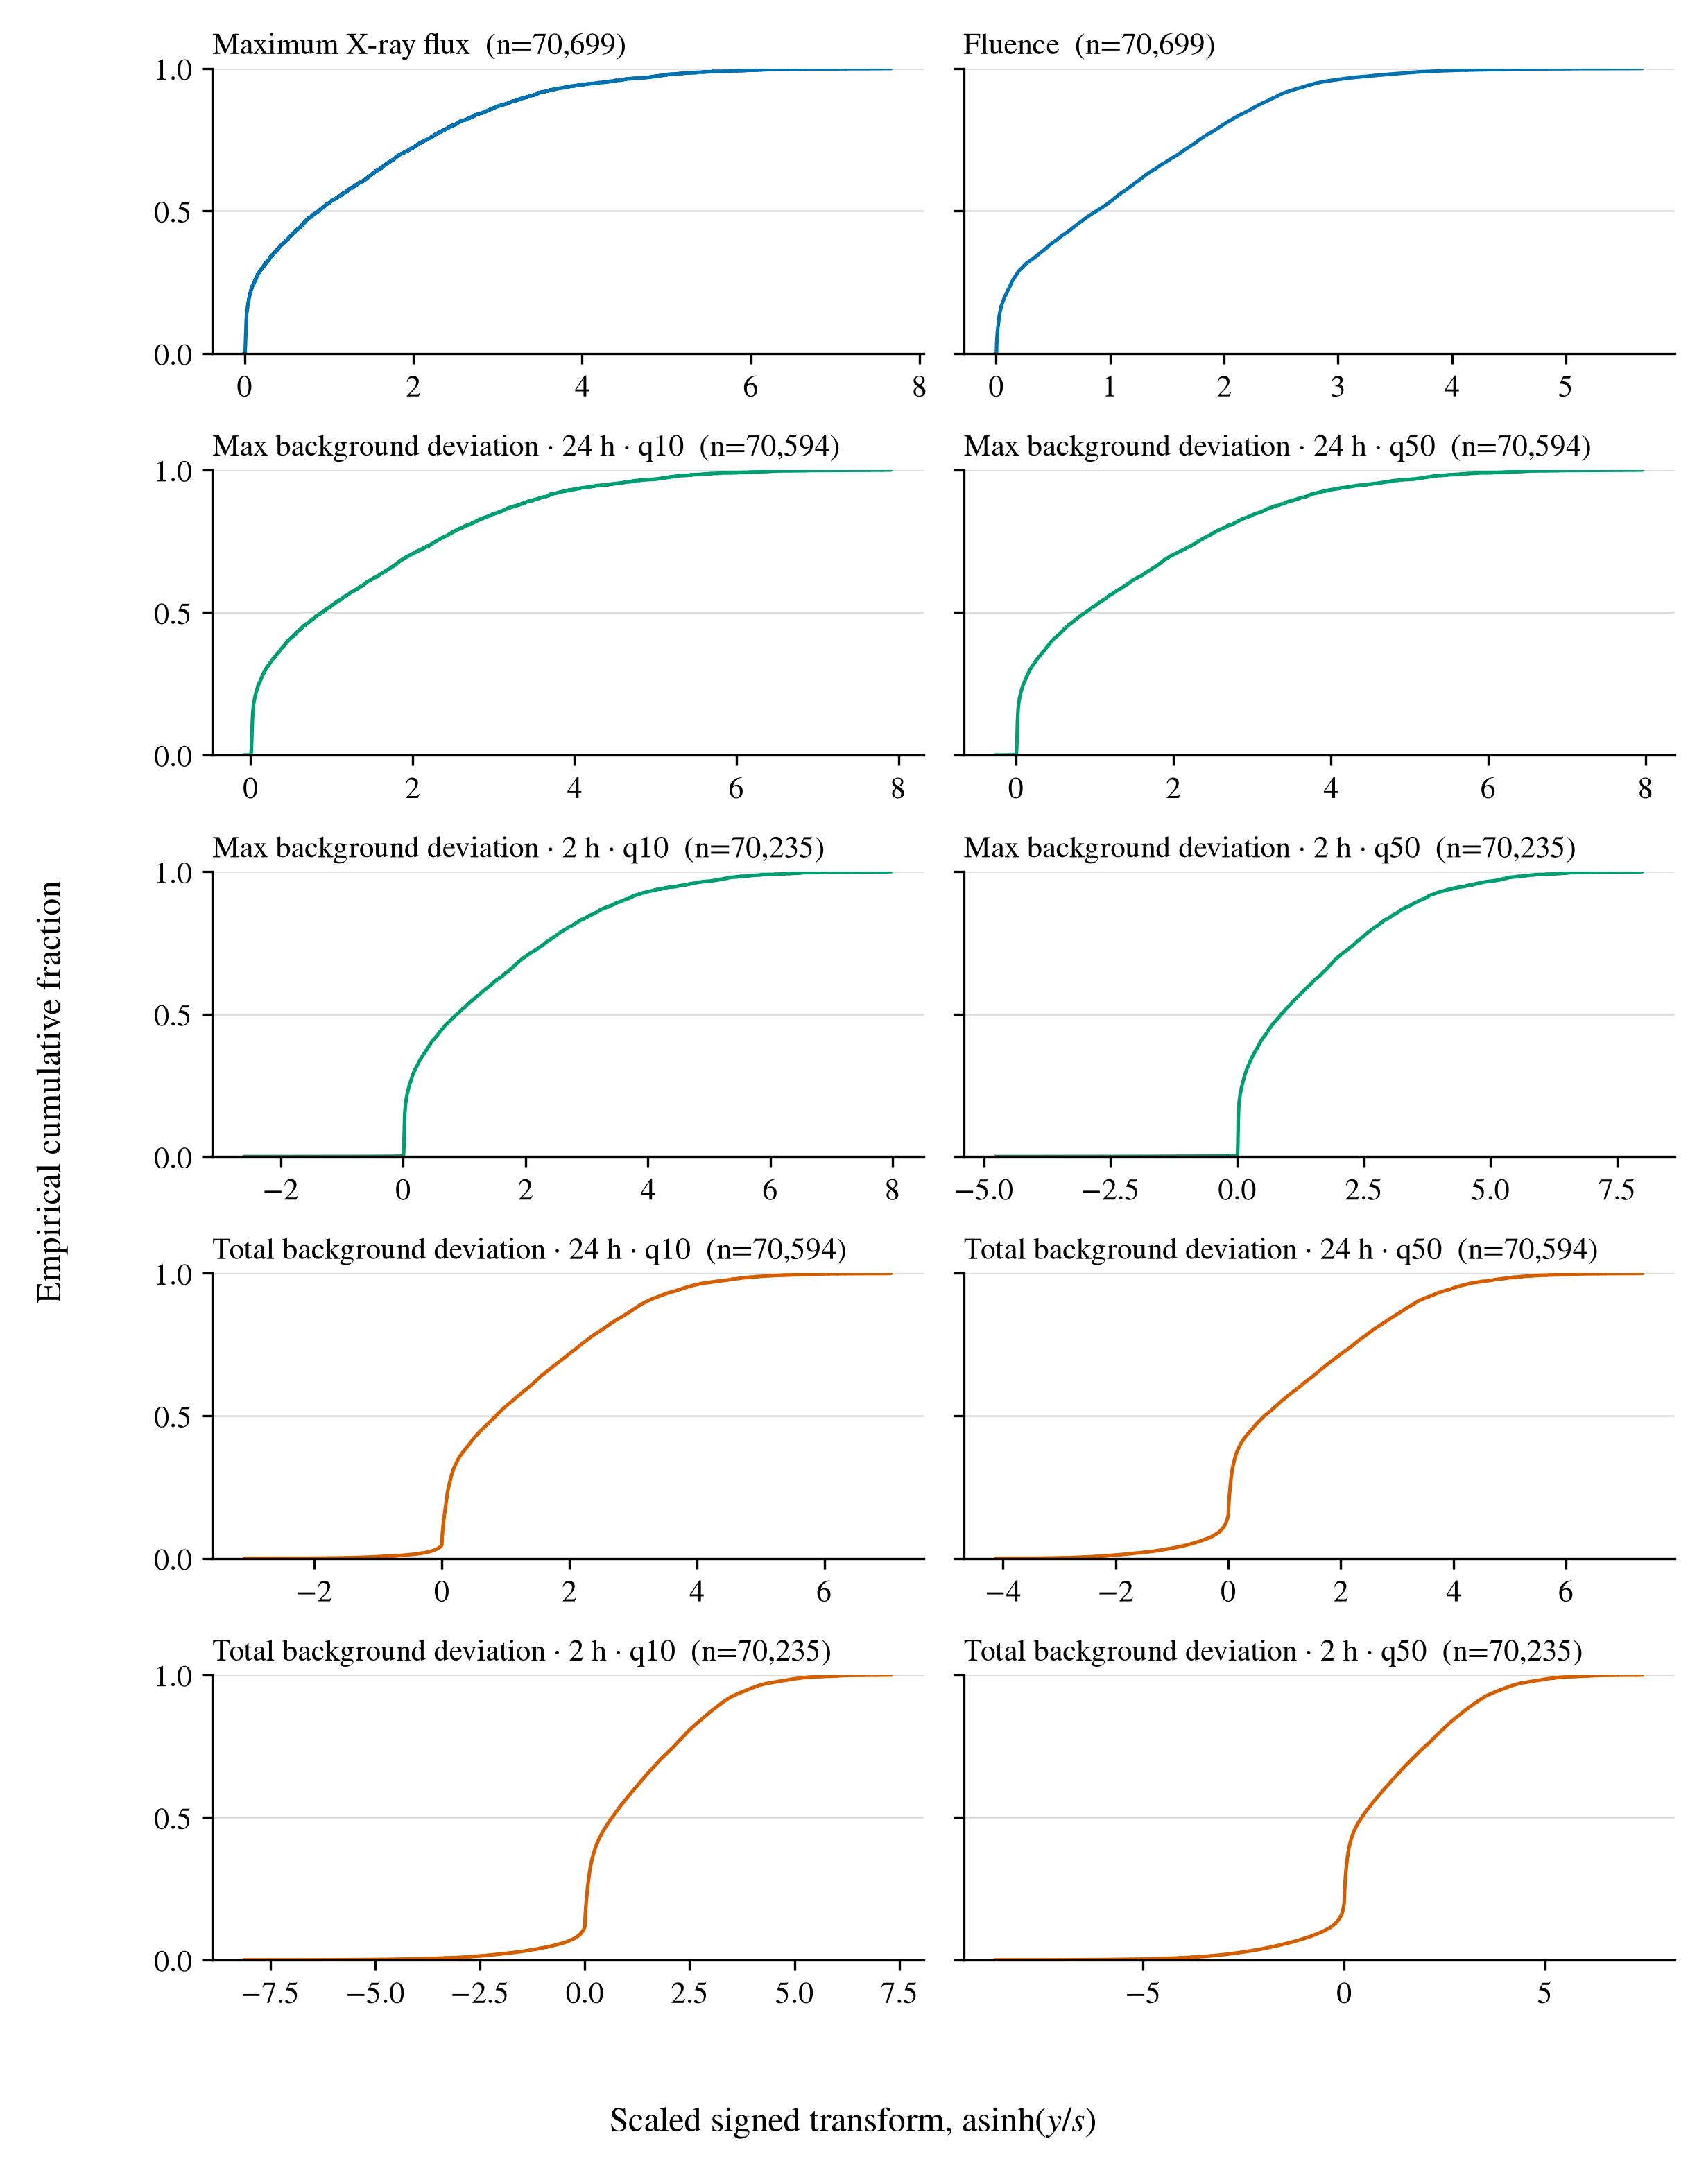 Maximum X-ray flux (n=70,699)
1.0
0.5
0.0
0 2 4 6 8
Fluence (n=70,699)
0 1 2 3 4 5
Max background deviation · 24 h · q10 (n=70,594)
1.0
0.5
0.0
0 2 4 6 8
Max background deviation · 24 h · q50 (n=70,594)
0 2 4 6 8
Max background deviation · 2 h · q10 (n=70,235)
1.0
0.5
0.0
−2 0 2 4 6 8
Max background deviation · 2 h · q50 (n=70,235)
−5.0 −2.5 0.0 2.5 5.0 7.5
Total background deviation · 24 h · q10 (n=70,594)
1.0
0.5
0.0
−2 0 2 4 6
Total background deviation · 24 h · q50 (n=70,594)
−4 −2 0 2 4 6
Total background deviation · 2 h · q10 (n=70,235)
1.0
0.5
0.0
−7.5 −5.0 −2.5 0.0 2.5 5.0 7.5
Total background deviation · 2 h · q50 (n=70,235)
−5 0 5
Empirical cumulative fraction
Scaled signed transform, asinh(y/s)